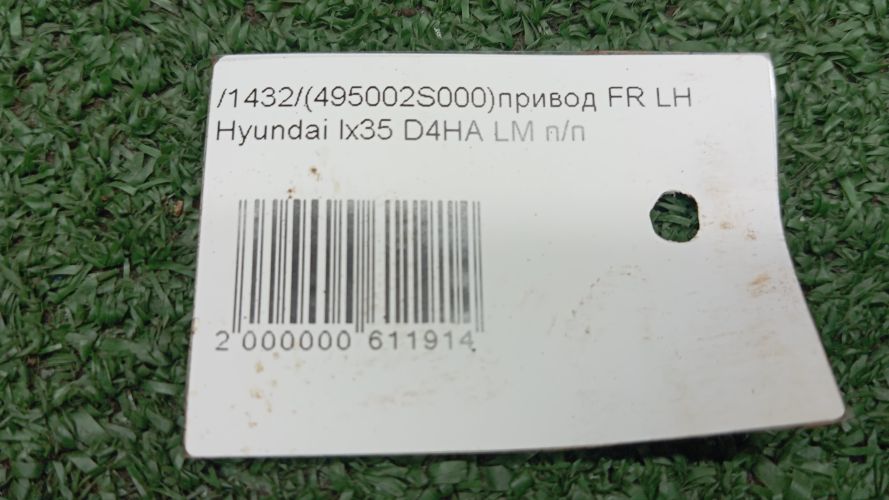 /1432/(495002S000)привод FR LH
Hyundai Ix35 D4HA LM п/п
2 000000 611914